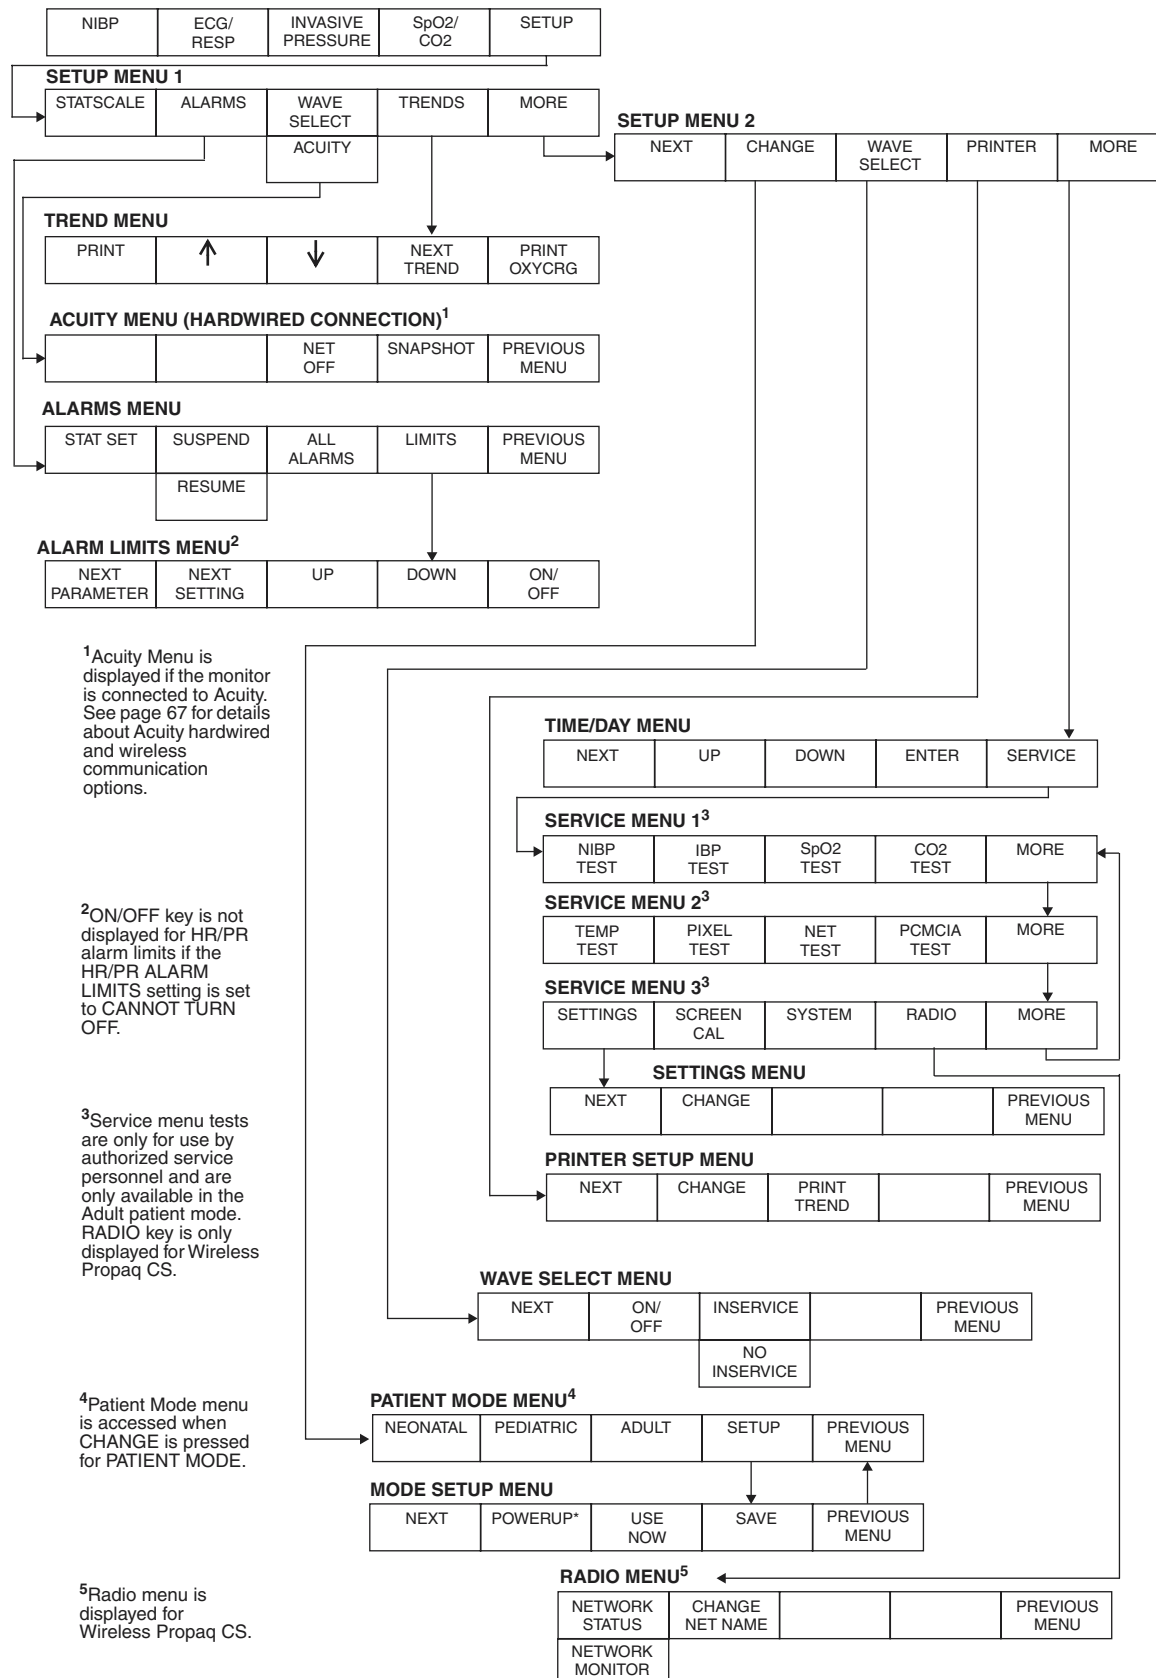 NIBP
ECG/
RESP
INVASIVE
PRESSURE
SpO2/
CO2
SETUP
SETUP MENU 1
STATSCALE
ALARMS
WAVE
SELECT
TRENDS
MORE
ACUITY
SETUP MENU 2
NEXT
CHANGE
WAVE
SELECT
PRINTER
MORE
TREND MENU
PRINT
↑
↓
NEXT
TREND
PRINT
OXYCRG
ACUITY MENU (HARDWIRED CONNECTION)1
NET
OFF
SNAPSHOT
PREVIOUS
MENU
ALARMS MENU
STAT SET
SUSPEND
ALL
ALARMS
LIMITS
PREVIOUS
MENU
RESUME
ALARM LIMITS MENU2
NEXT
PARAMETER
NEXT
SETTING
UP
DOWN
ON/
OFF
1Acuity Menu is
displayed if the monitor
is connected to Acuity.
See page 67 for details
about Acuity hardwired
and wireless
communication
options.
TIME/DAY MENU
NEXT
UP
DOWN
ENTER
SERVICE
SERVICE MENU 13
NIBP
TEST
IBP
TEST
SpO2
TEST
CO2
TEST
MORE
2ON/OFF key is not
displayed for HR/PR
alarm limits if the
HR/PR ALARM
LIMITS setting is set
to CANNOT TURN
OFF.
SERVICE MENU 23
TEMP
TEST
PIXEL
TEST
NET
TEST
PCMCIA
TEST
MORE
SERVICE MENU 33
SETTINGS
SCREEN
CAL
SYSTEM
RADIO
MORE
SETTINGS MENU
NEXT
CHANGE
PREVIOUS
MENU
3Service menu tests
are only for use by
authorized service
personnel and are
only available in the
Adult patient mode.
RADIO key is only
displayed for Wireless
Propaq CS.
PRINTER SETUP MENU
NEXT
CHANGE
PRINT
TREND
PREVIOUS
MENU
WAVE SELECT MENU
NEXT
ON/
OFF
INSERVICE
PREVIOUS
MENU
NO
INSERVICE
4Patient Mode menu
is accessed when
CHANGE is pressed
for PATIENT MODE.
PATIENT MODE MENU4
NEONATAL
PEDIATRIC
ADULT
SETUP
PREVIOUS
MENU
MODE SETUP MENU
NEXT
POWERUP*
USE
NOW
SAVE
PREVIOUS
MENU
5Radio menu is
displayed for
Wireless Propaq CS.
RADIO MENU5
NETWORK
STATUS
CHANGE
NET NAME
PREVIOUS
MENU
NETWORK
MONITOR